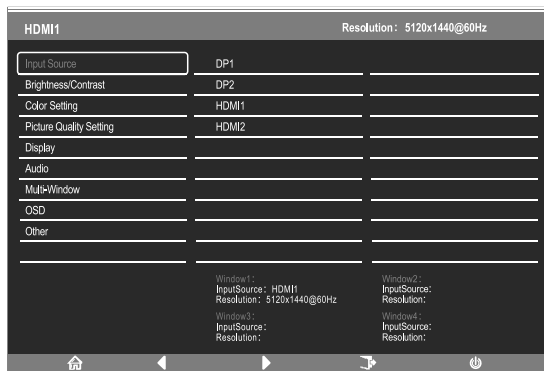 HDMI1 Resolution: 5120x1440@60Hz
Input Source DP1
Brightness/Contrast DP2
Color Setting HDMI1
Picture Quality Setting HDMI2
Display
Audio
Multi-Window
OSD
Other
Window1: Window2:
InputSource: HDMI1 InputSource:
Resolution: 5120x1440@60Hz Resolution:
Window3: Window4:
InputSource: InputSource:
Resolution: Resolution: